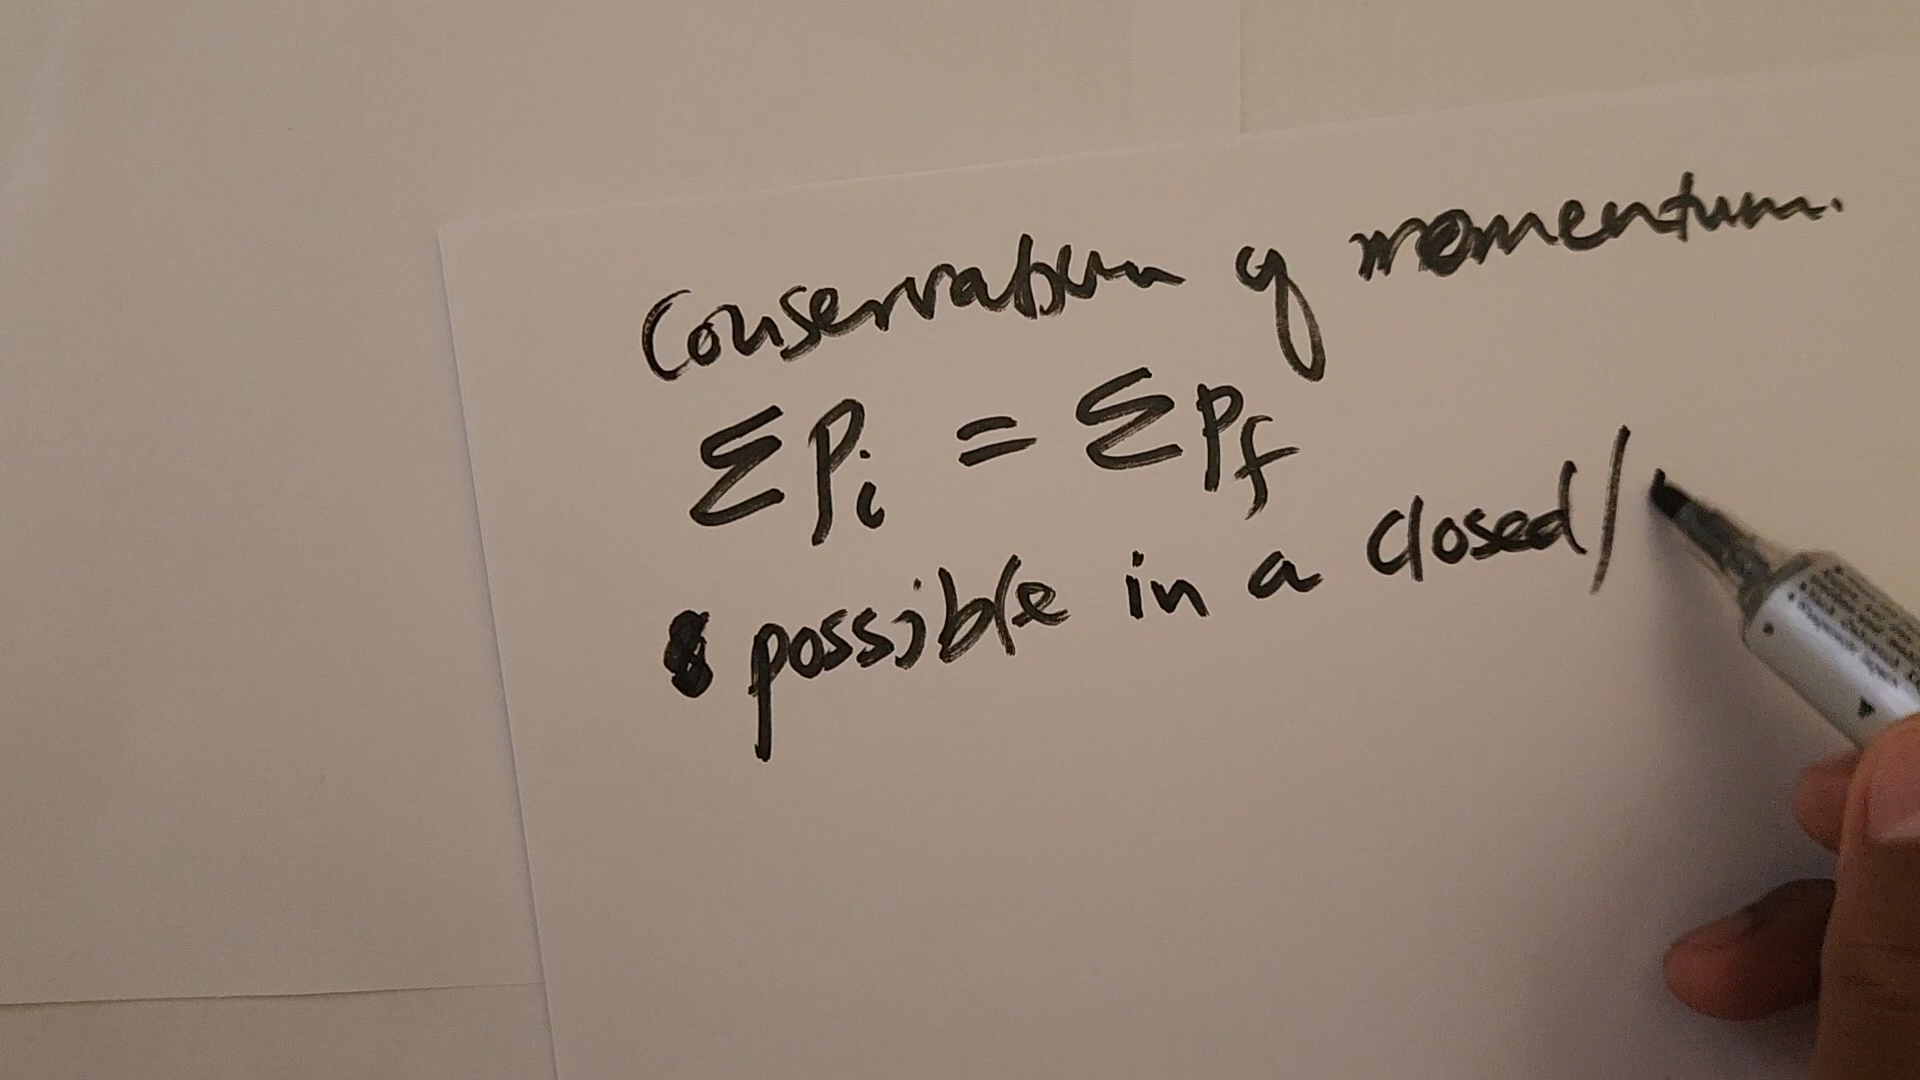 Conservation of momentum.
ΣPi = ΣPf
possible in a closed/